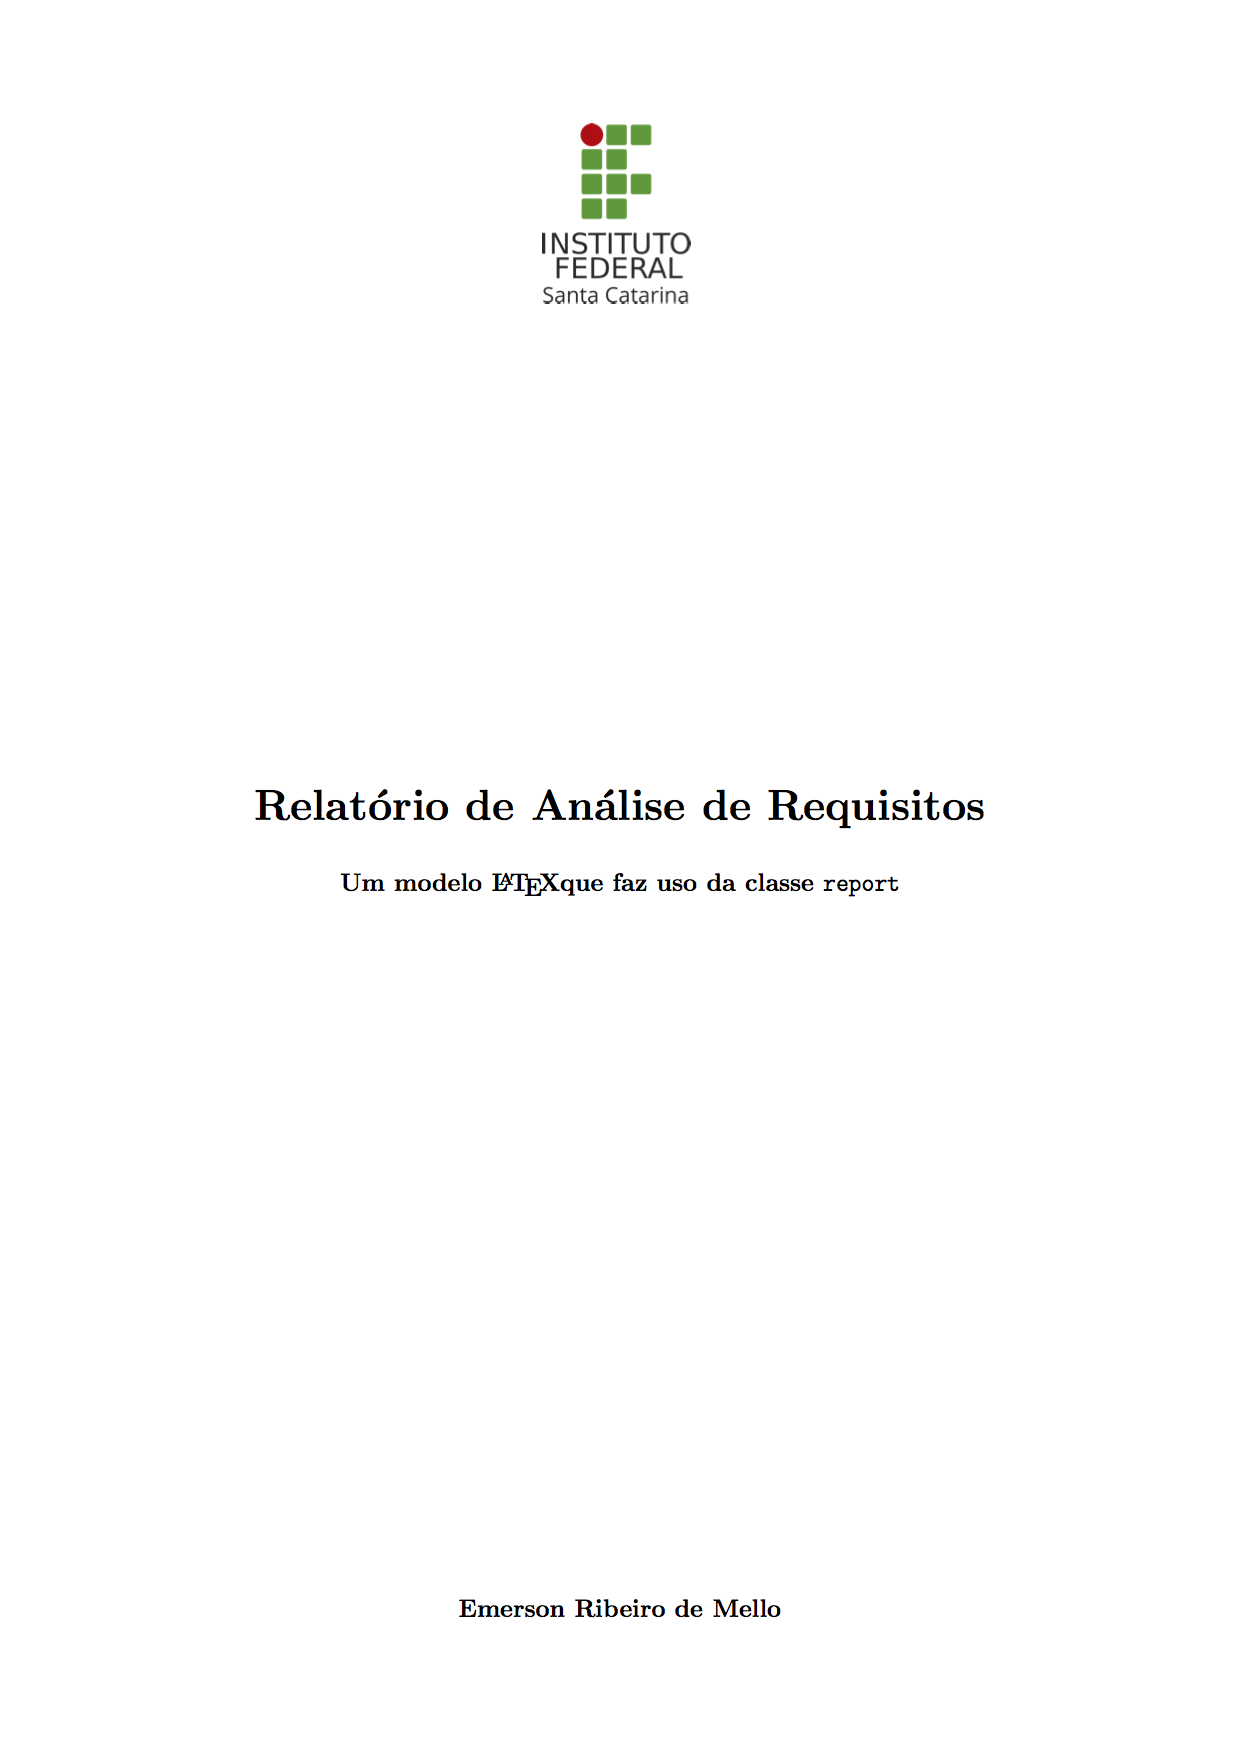 INSTITUTO
FEDERAL
Santa Catarina
Relatório de Análise de Requisitos
Um modelo LATEXque faz uso da classe report
Emerson Ribeiro de Mello